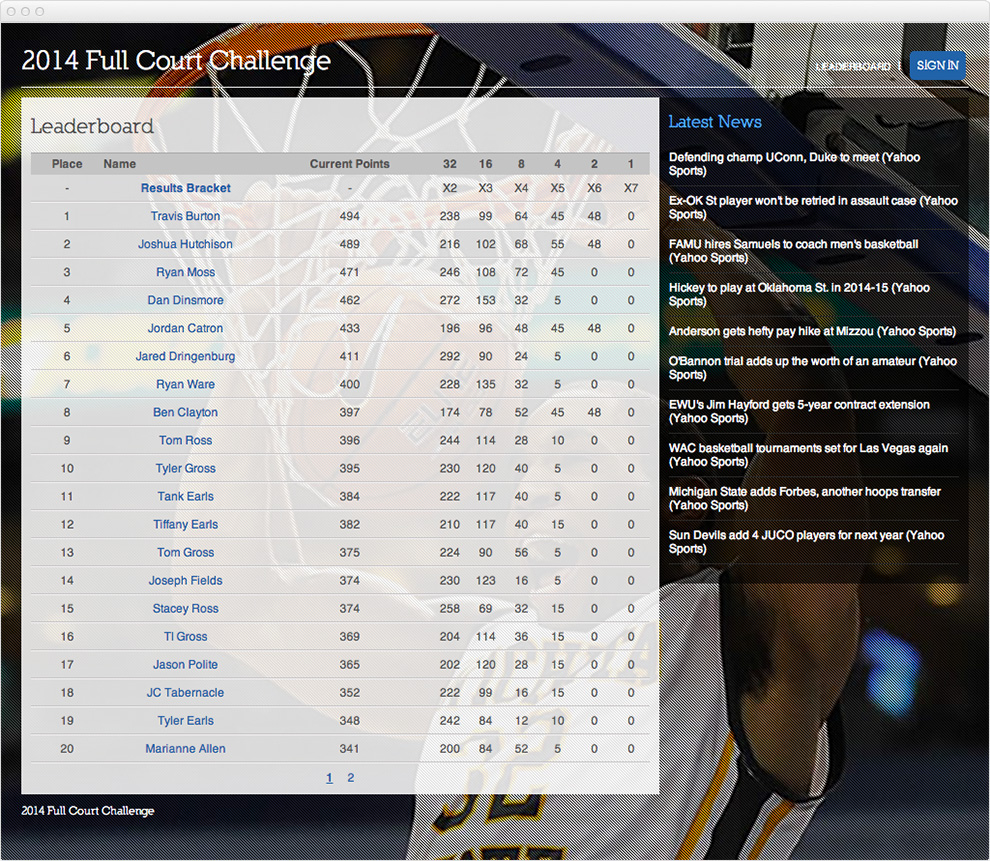 2014 Full Court Challenge
LEADERBOARD SIGN IN
Leaderboard
Place Name Current Points 32 16 8 4 2 1
- Results Bracket - X2 X3 X4 X5 X6 X7
1 Travis Burton 494 238 99 64 45 48 0
2 Joshua Hutchison 489 216 102 68 55 48 0
3 Ryan Moss 471 246 108 72 45 0 0
4 Dan Dinsmore 462 272 153 32 5 0 0
5 Jordan Catron 433 196 96 48 45 48 0
6 Jared Dringenburg 411 292 90 24 5 0 0
7 Ryan Ware 400 228 135 32 5 0 0
8 Ben Clayton 397 174 78 52 45 48 0
9 Tom Ross 396 244 114 28 10 0 0
10 Tyler Gross 395 230 120 40 5 0 0
11 Tank Earls 384 222 117 40 5 0 0
12 Tiffany Earls 382 210 117 40 15 0 0
13 Tom Gross 375 224 90 56 5 0 0
14 Joseph Fields 374 230 123 16 5 0 0
15 Stacey Ross 374 258 69 32 15 0 0
16 TI Gross 369 204 114 36 15 0 0
17 Jason Polite 365 202 120 28 15 0 0
18 JC Tabernacle 352 222 99 16 15 0 0
19 Tyler Earls 348 242 84 12 10 0 0
20 Marianne Allen 341 200 84 52 5 0 0
1 2
Latest News
Defending champ UConn, Duke to meet (Yahoo
Sports)
Ex-OK St player won't be retried in assault case (Yahoo
Sports)
FAMU hires Samuels to coach men's basketball
(Yahoo Sports)
Hickey to play at Oklahoma St. in 2014-15 (Yahoo
Sports)
Anderson gets hefty pay hike at Mizzou (Yahoo Sports)
O'Bannon trial adds up the worth of an amateur (Yahoo
Sports)
EWU's Jim Hayford gets 5-year contract extension
(Yahoo Sports)
WAC basketball tournaments set for Las Vegas again
(Yahoo Sports)
Michigan State adds Forbes, another hoops transfer
(Yahoo Sports)
Sun Devils add 4 JUCO players for next year (Yahoo
Sports)
2014 Full Court Challenge